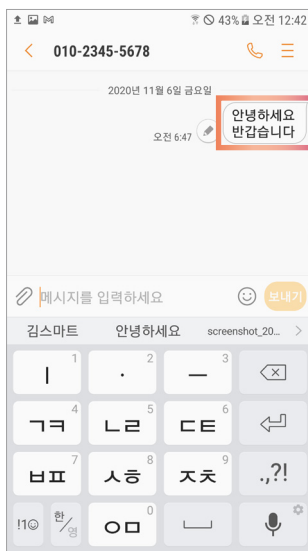 43% 오전 12:42
010-2345-5678
2020년 11월 6일 금요일
안녕하세요
반갑습니다
오전 6:47
메시지를 입력하세요
보내기
김스마트 안녕하세요 screenshot_20...
ㅣ 1 · 2 ㅡ 3
ㄱㅋ 4 ㄴㄹ 5 ㄷㅌ 6
ㅂㅍ 7 ㅅㅎ 8 ㅈㅊ 9 .,?!
!1☺ 한/영 ㅇㅁ 0